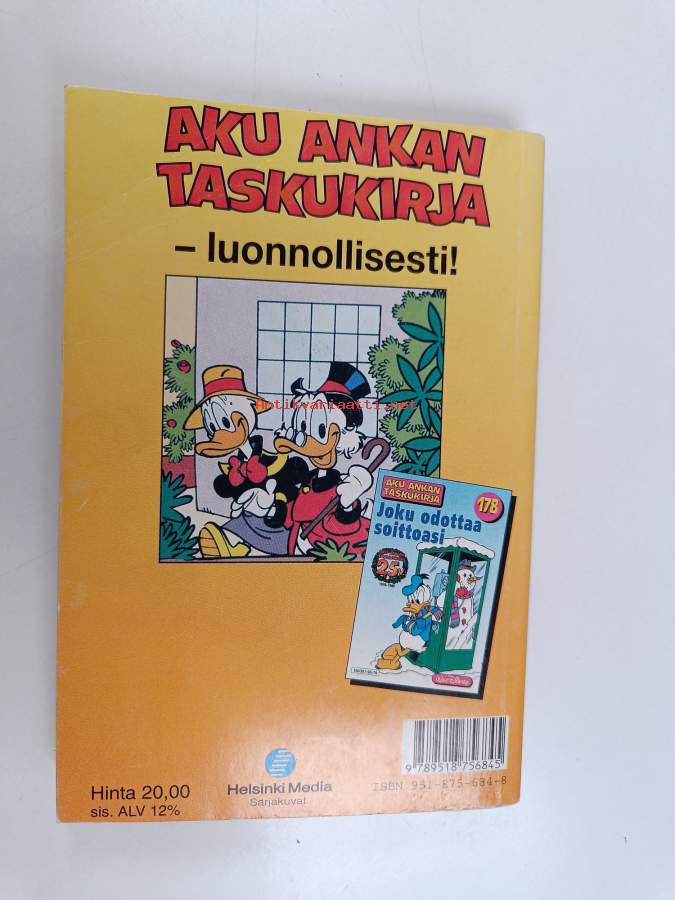 AKU ANKAN
TASKUKIRJA
– luonnollisesti!
Antikvariaatti.net
AKU ANKAN
TASKUKIRJA
178
Joku odottaa
soittoasi
25
Walt Disney
9 789518 756845
ISBN 951-875-684-8
Hinta 20,00
sis. ALV 12%
Helsinki Media
Sarjakuvat